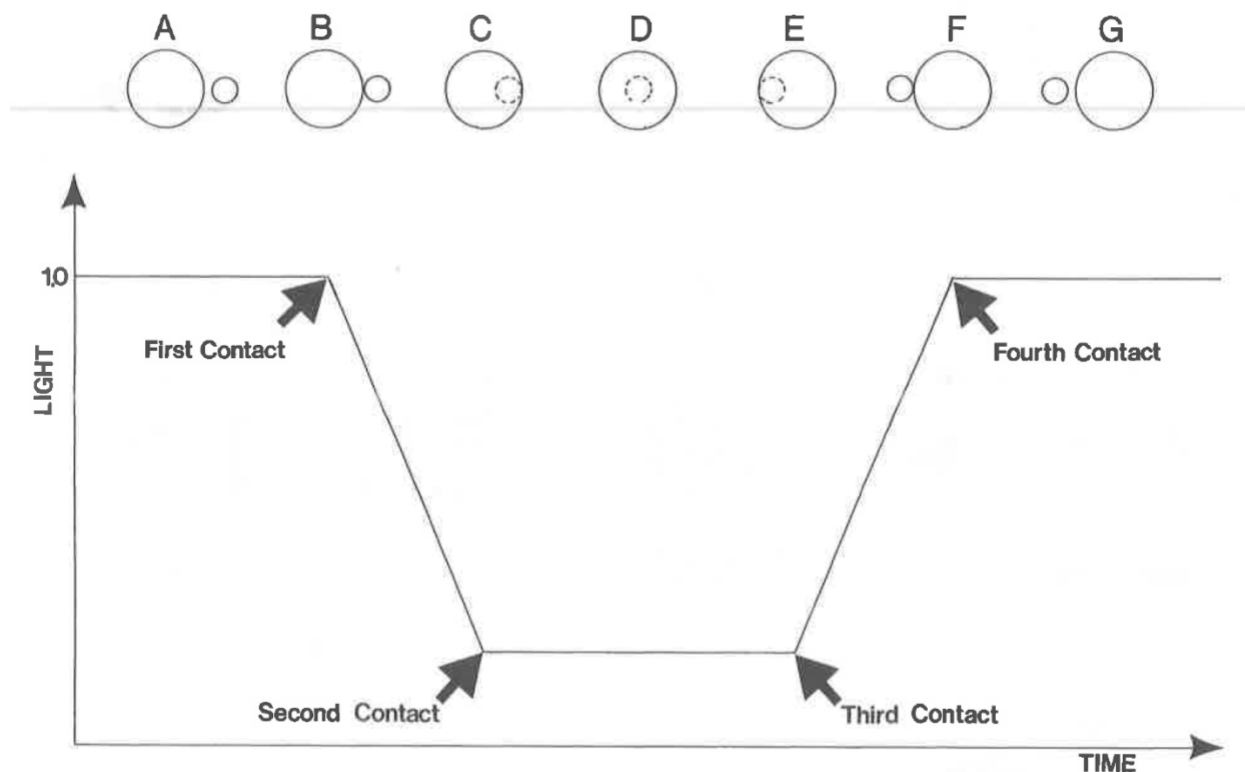 A B C D E F G
1.0
First Contact
Fourth Contact
LIGHT
Second Contact
Third Contact
TIME